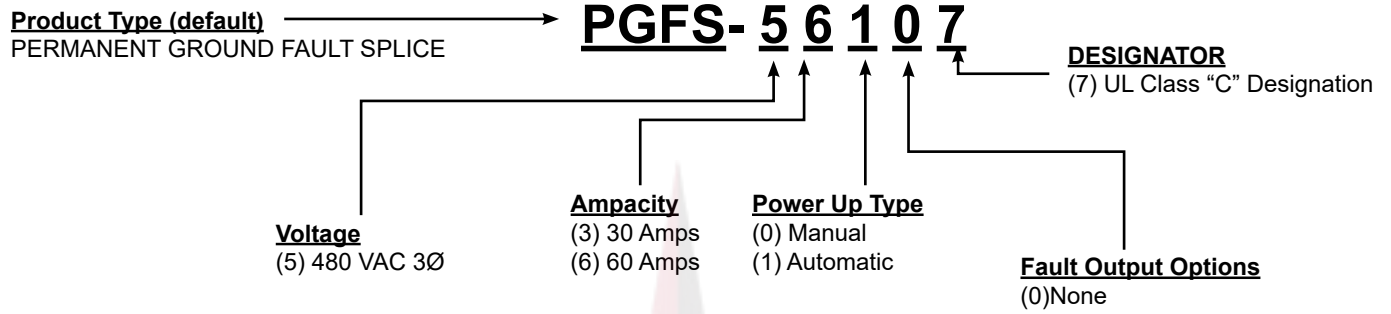 Product Type (default)
PERMANENT GROUND FAULT SPLICE
PGFS- 5 6 1 0 7
DESIGNATOR
(7) UL Class “C” Designation
Voltage
(5) 480 VAC 3Ø
Ampacity
(3) 30 Amps
(6) 60 Amps
Power Up Type
(0) Manual
(1) Automatic
Fault Output Options
(0)None